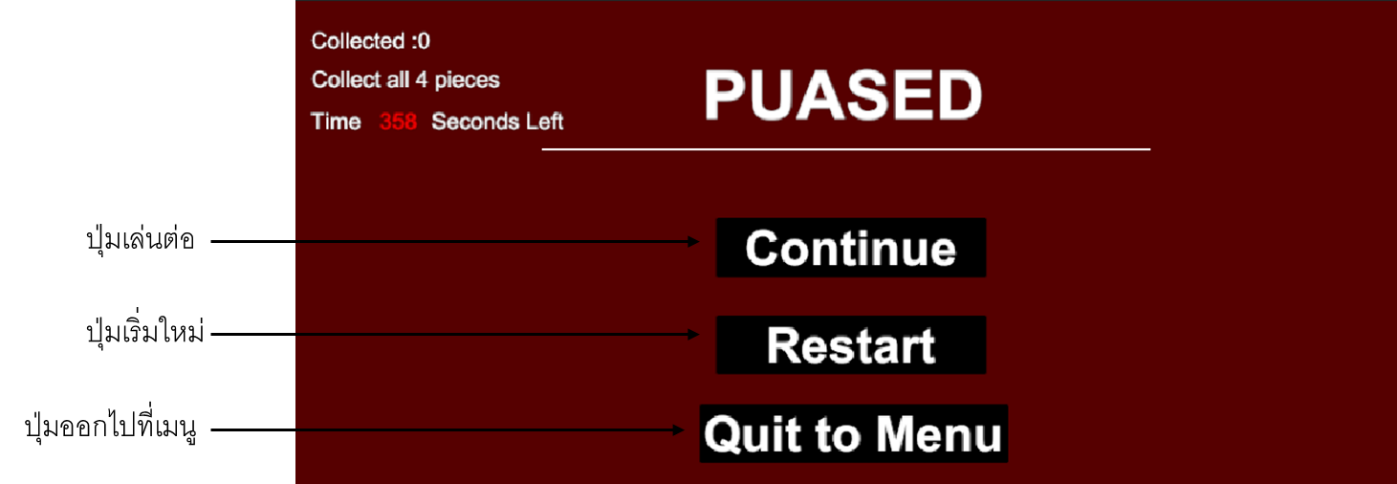 Collected :0
Collect all 4 pieces
Time 358 Seconds Left
PUASED
ปุ่มเล่นต่อ
Continue
ปุ่มเริ่มใหม่
Restart
ปุ่มออกไปที่เมนู
Quit to Menu